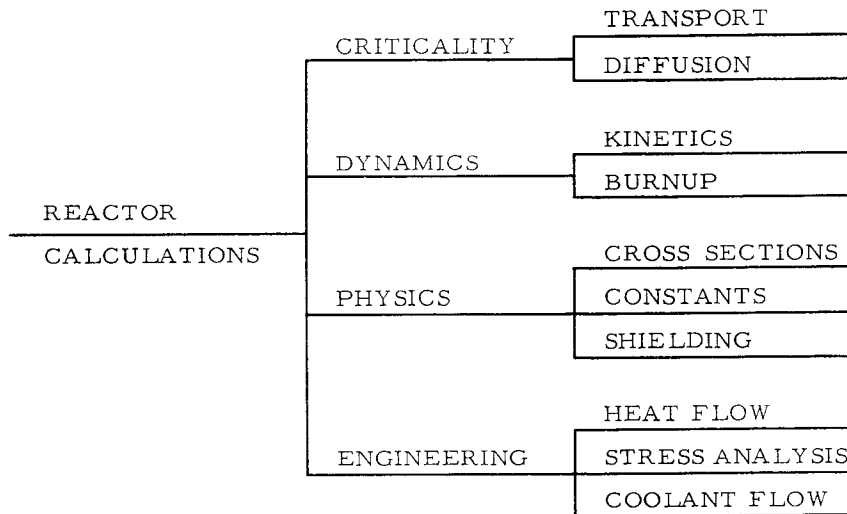 REACTOR
CALCULATIONS
CRITICALITY
TRANSPORT
DIFFUSION
DYNAMICS
KINETICS
BURNUP
PHYSICS
CROSS SECTIONS
CONSTANTS
SHIELDING
ENGINEERING
HEAT FLOW
STRESS ANALYSIS
COOLANT FLOW